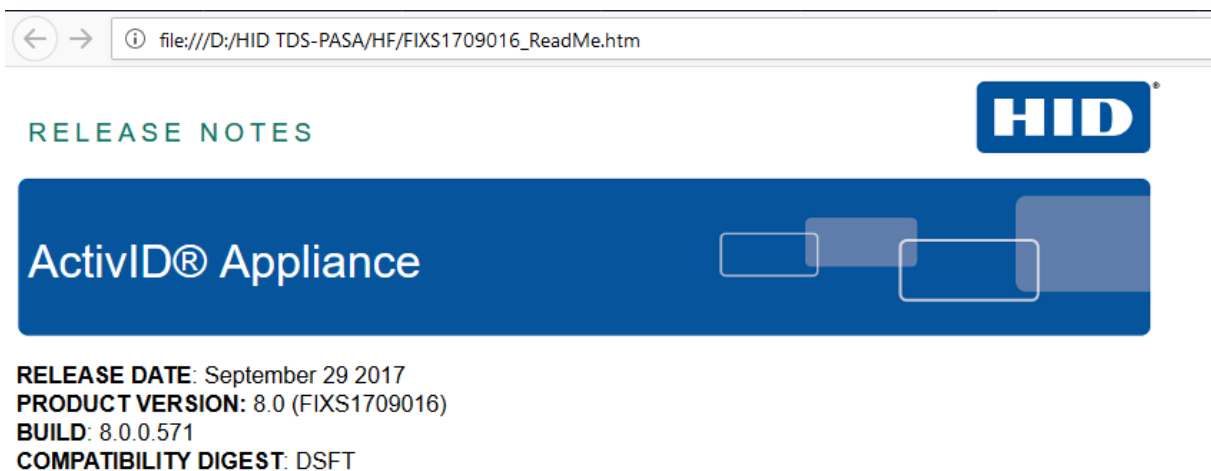 file:///D:/HID TDS-PASA/HF/FIXS1709016_ReadMe.htm
HID®
RELEASE NOTES
ActivID® Appliance
RELEASE DATE: September 29 2017
PRODUCT VERSION: 8.0 (FIXS1709016)
BUILD: 8.0.0.571
COMPATIBILITY DIGEST: DSFT